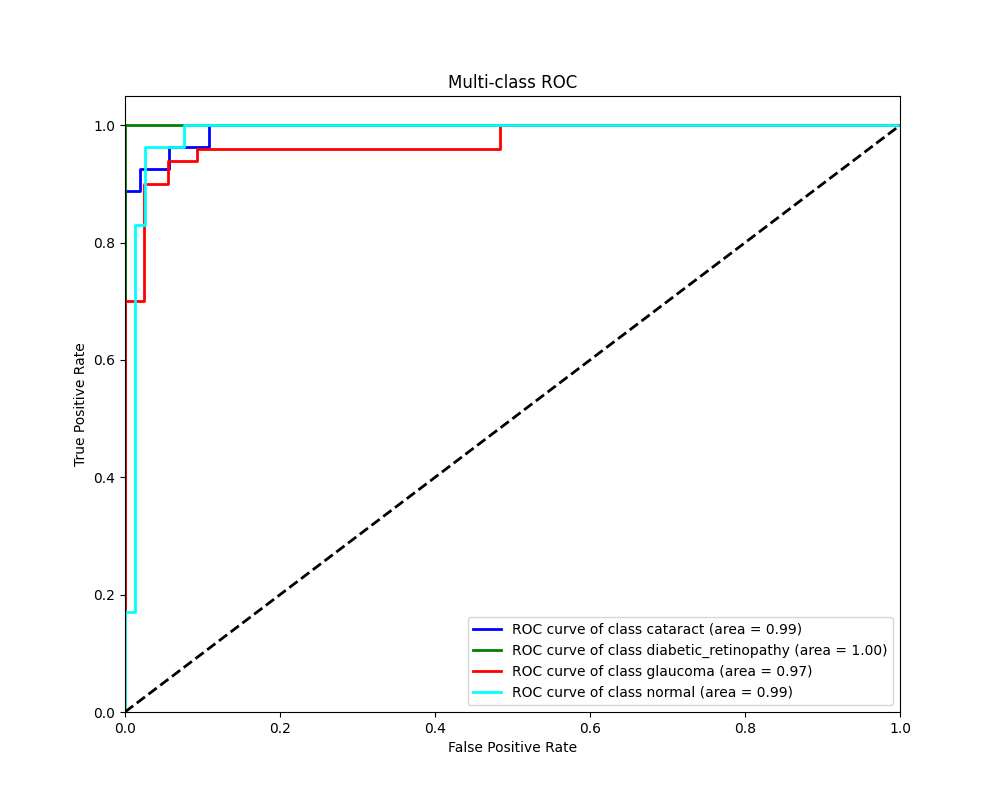 Multi-class ROC
1.0
0.8
0.6
0.4
0.2
0.0
True Positive Rate
ROC curve of class cataract (area = 0.99)
ROC curve of class diabetic_retinopathy (area = 1.00)
ROC curve of class glaucoma (area = 0.97)
ROC curve of class normal (area = 0.99)
0.0 0.2 0.4 0.6 0.8 1.0
False Positive Rate